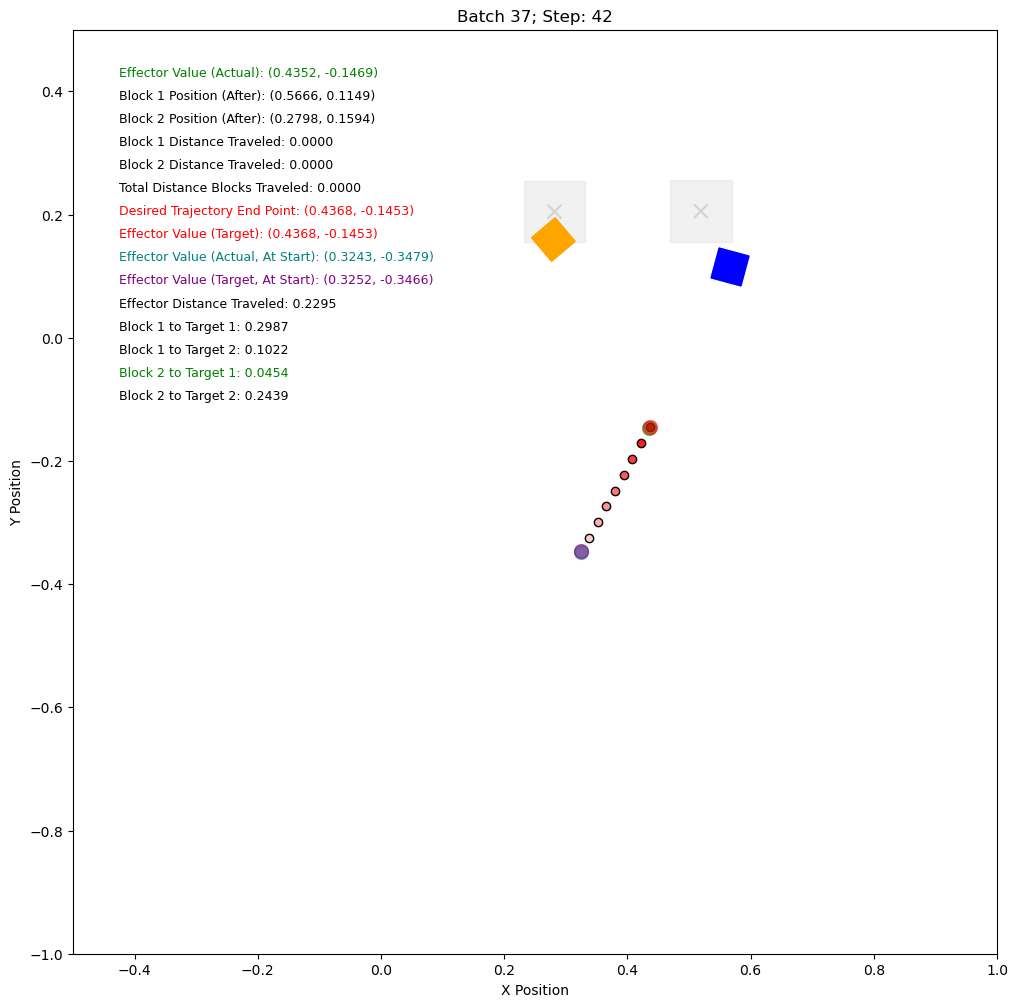 Batch 37; Step: 42
Effector Value (Actual): (0.4352, -0.1469)
Block 1 Position (After): (0.5666, 0.1149)
Block 2 Position (After): (0.2798, 0.1594)
Block 1 Distance Traveled: 0.0000
Block 2 Distance Traveled: 0.0000
Total Distance Blocks Traveled: 0.0000
Desired Trajectory End Point: (0.4368, -0.1453)
Effector Value (Target): (0.4368, -0.1453)
Effector Value (Actual, At Start): (0.3243, -0.3479)
Effector Value (Target, At Start): (0.3252, -0.3466)
Effector Distance Traveled: 0.2295
Block 1 to Target 1: 0.2987
Block 1 to Target 2: 0.1022
Block 2 to Target 1: 0.0454
Block 2 to Target 2: 0.2439
Y Position
0.4
0.2
0.0
−0.2
−0.4
−0.6
−0.8
−1.0
−0.4
−0.2
0.0
0.2
0.4
0.6
0.8
1.0
X Position